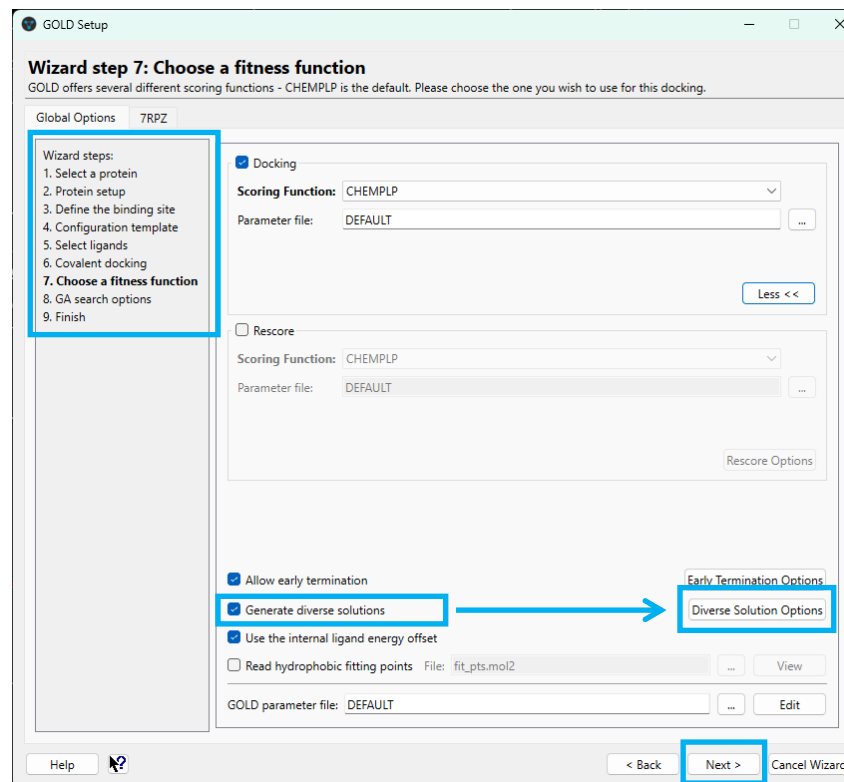 GOLD Setup
Wizard step 7: Choose a fitness function
GOLD offers several different scoring functions - CHEMPLP is the default. Please choose the one you wish to use for this docking.
Global Options
7RPZ
Wizard steps:
1. Select a protein
2. Protein setup
3. Define the binding site
4. Configuration template
5. Select ligands
6. Covalent docking
7. Choose a fitness function
8. GA search options
9. Finish
Docking
Scoring Function: CHEMPLP
Parameter file: DEFAULT ...
Less <<
Rescore
Scoring Function: CHEMPLP
Parameter file: DEFAULT ...
Rescore Options
Allow early termination Early Termination Options
Generate diverse solutions Diverse Solution Options
Use the internal ligand energy offset
Read hydrophobic fitting points File: fit_pts.mol2 ... View
GOLD parameter file: DEFAULT ... Edit
Help ? < Back Next > Cancel Wizard